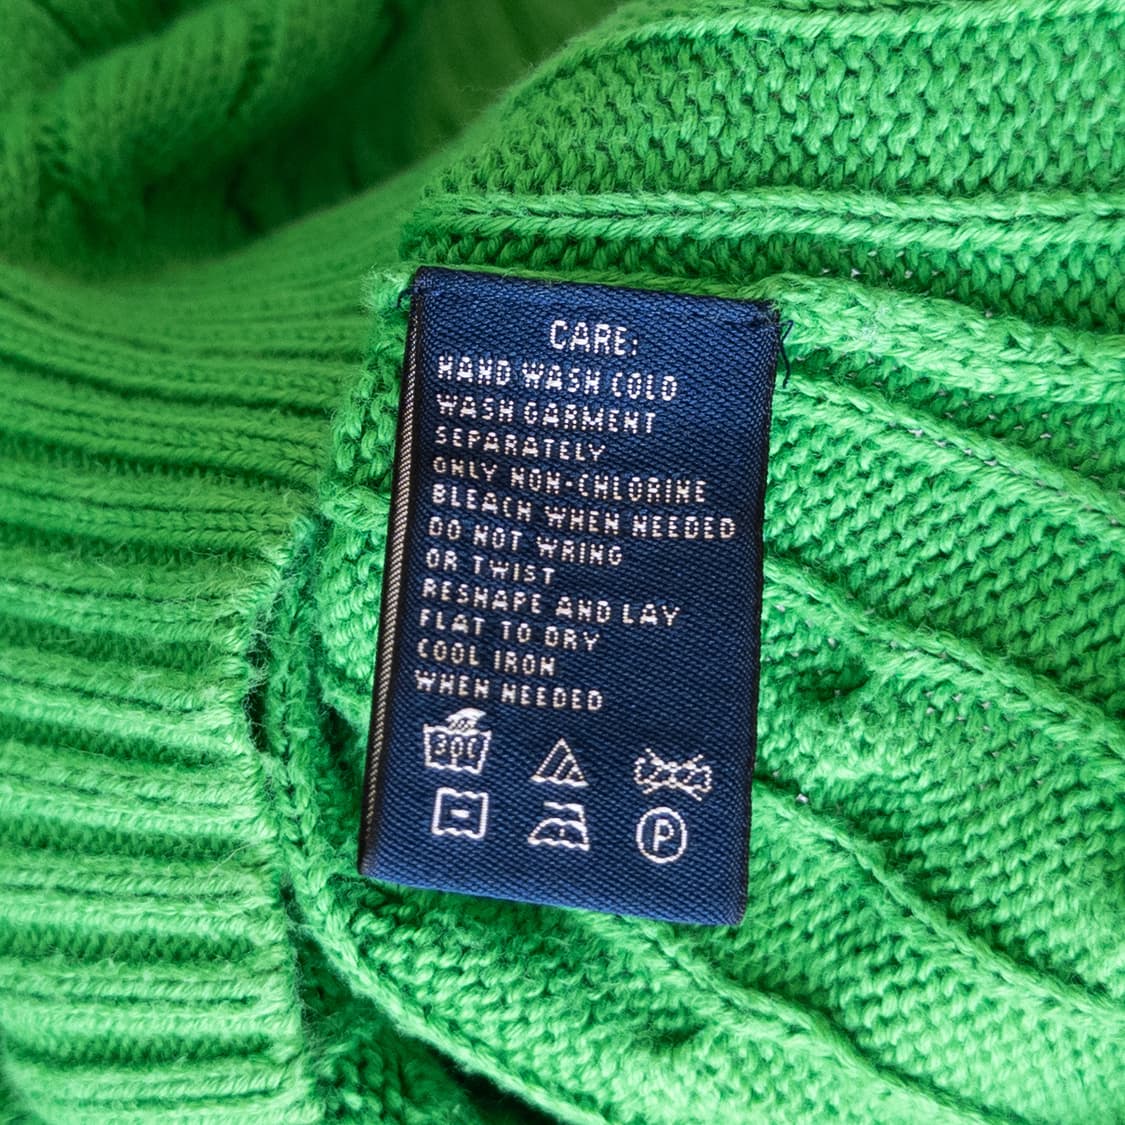 CARE:
HAND WASH COLD
WASH GARMENT
SEPARATELY
ONLY NON-CHLORINE
BLEACH WHEN NEEDED
DO NOT WRING
OR TWIST
RESHAPE AND LAY
FLAT TO DRY
COOL IRON
WHEN NEEDED
30C
P